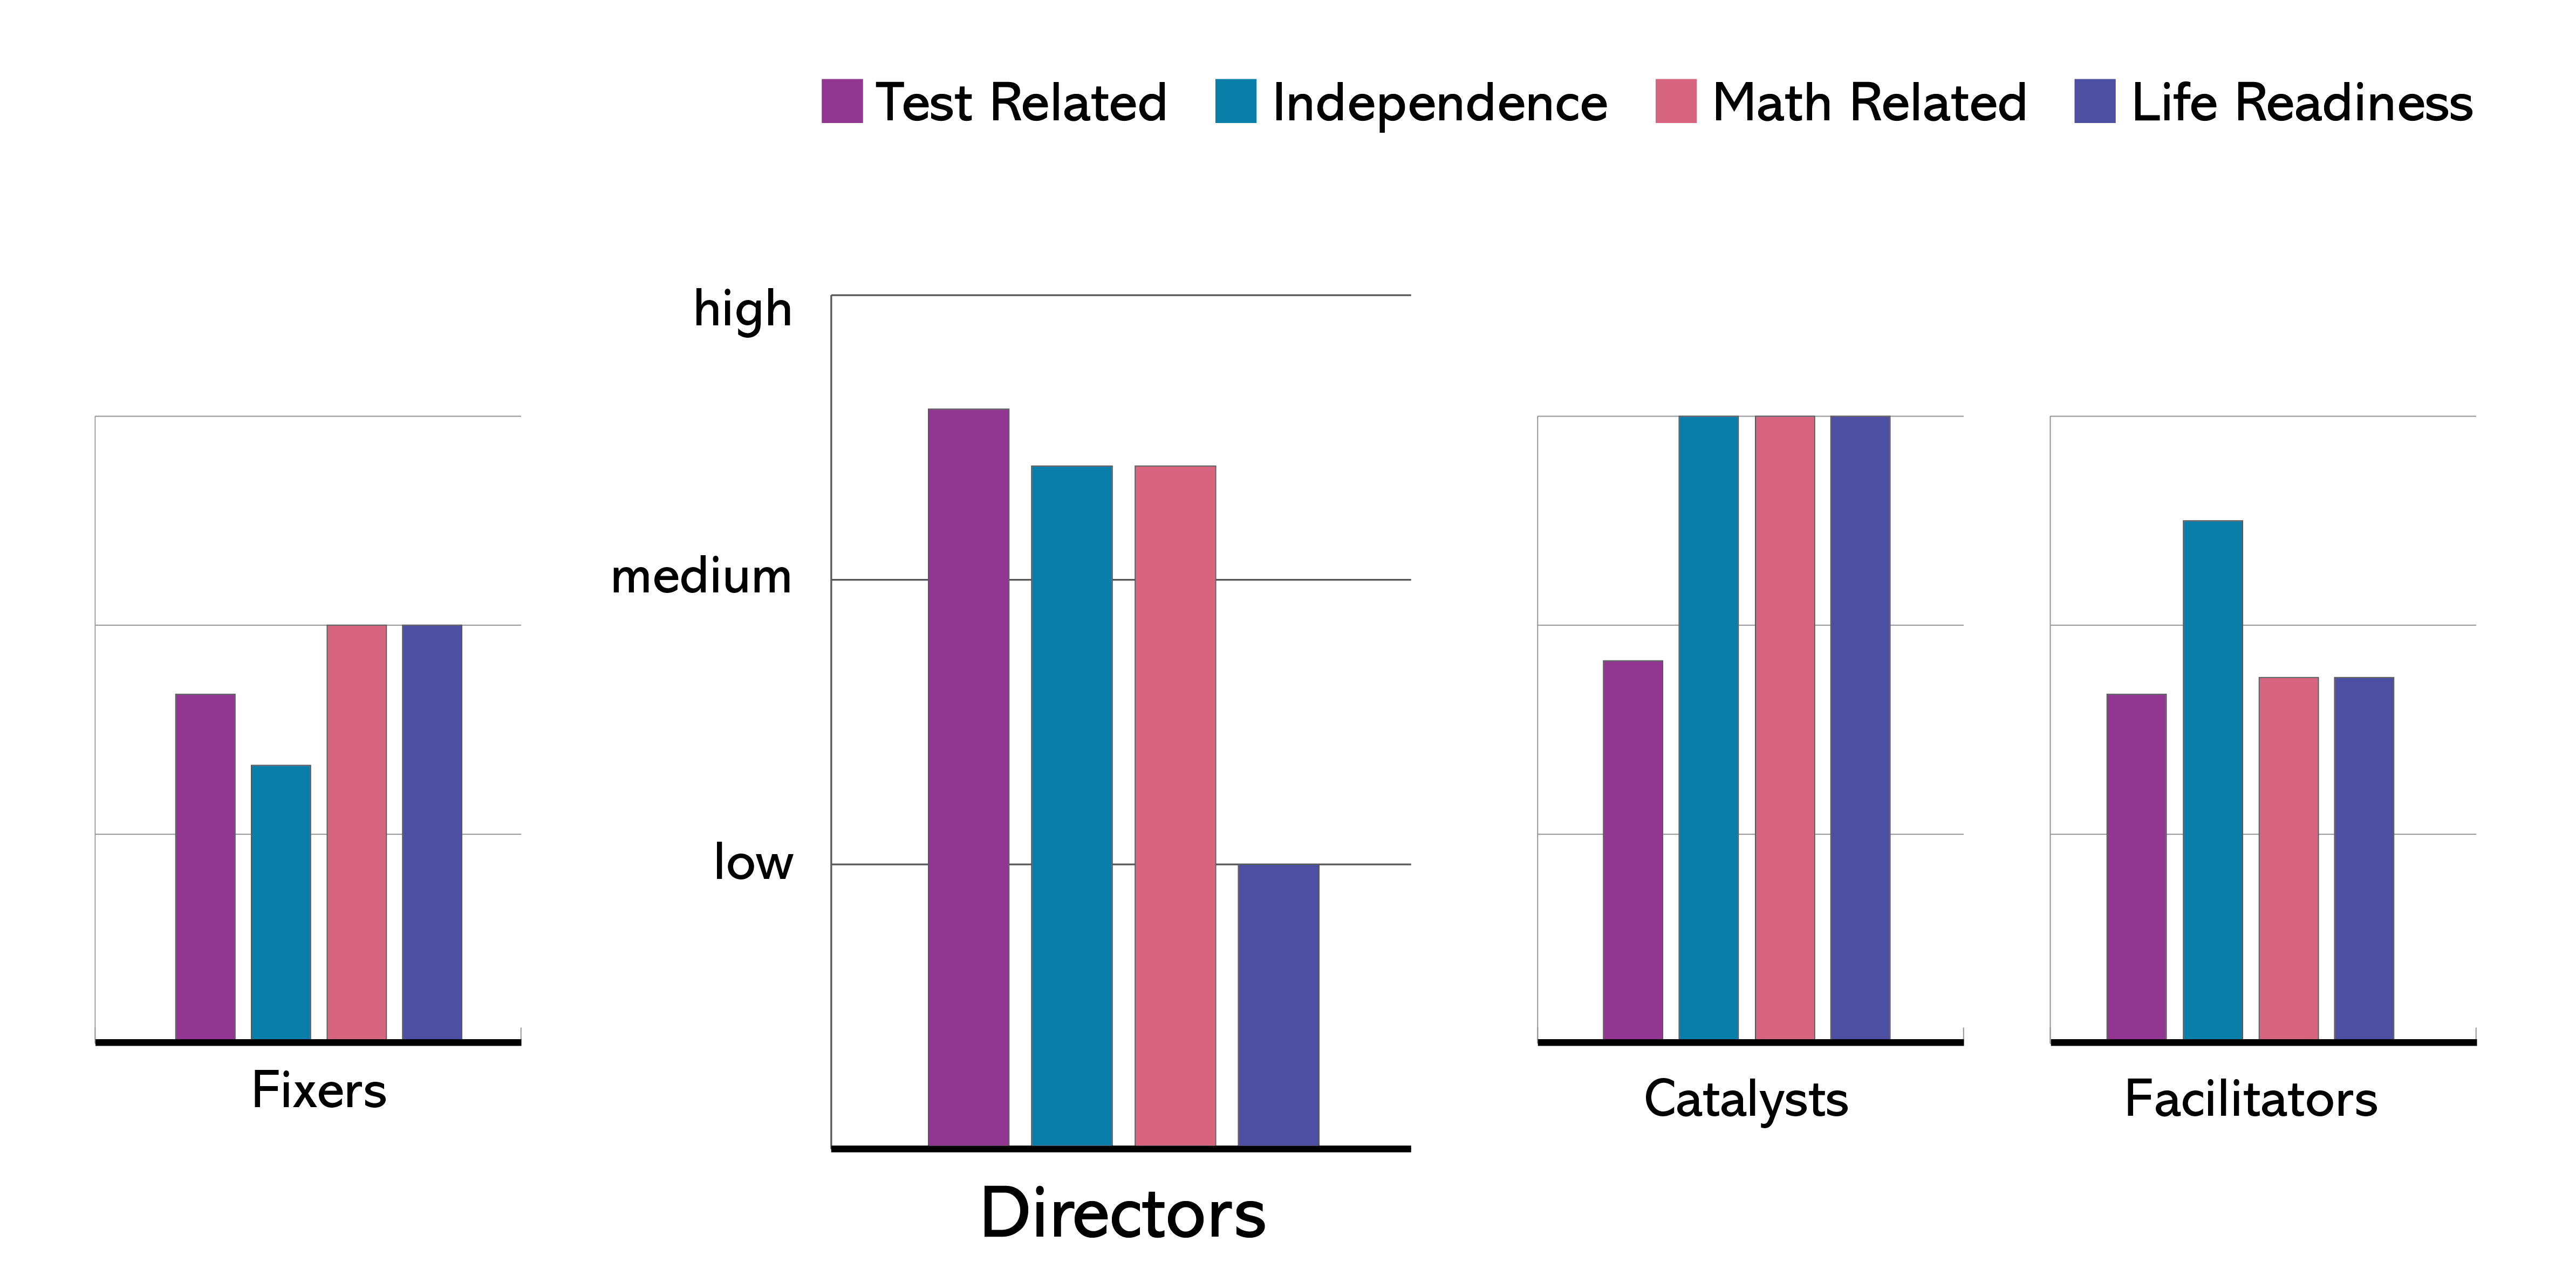 Test Related Independence Math Related Life Readiness
high
medium
low
Fixers
Directors
Catalysts
Facilitators